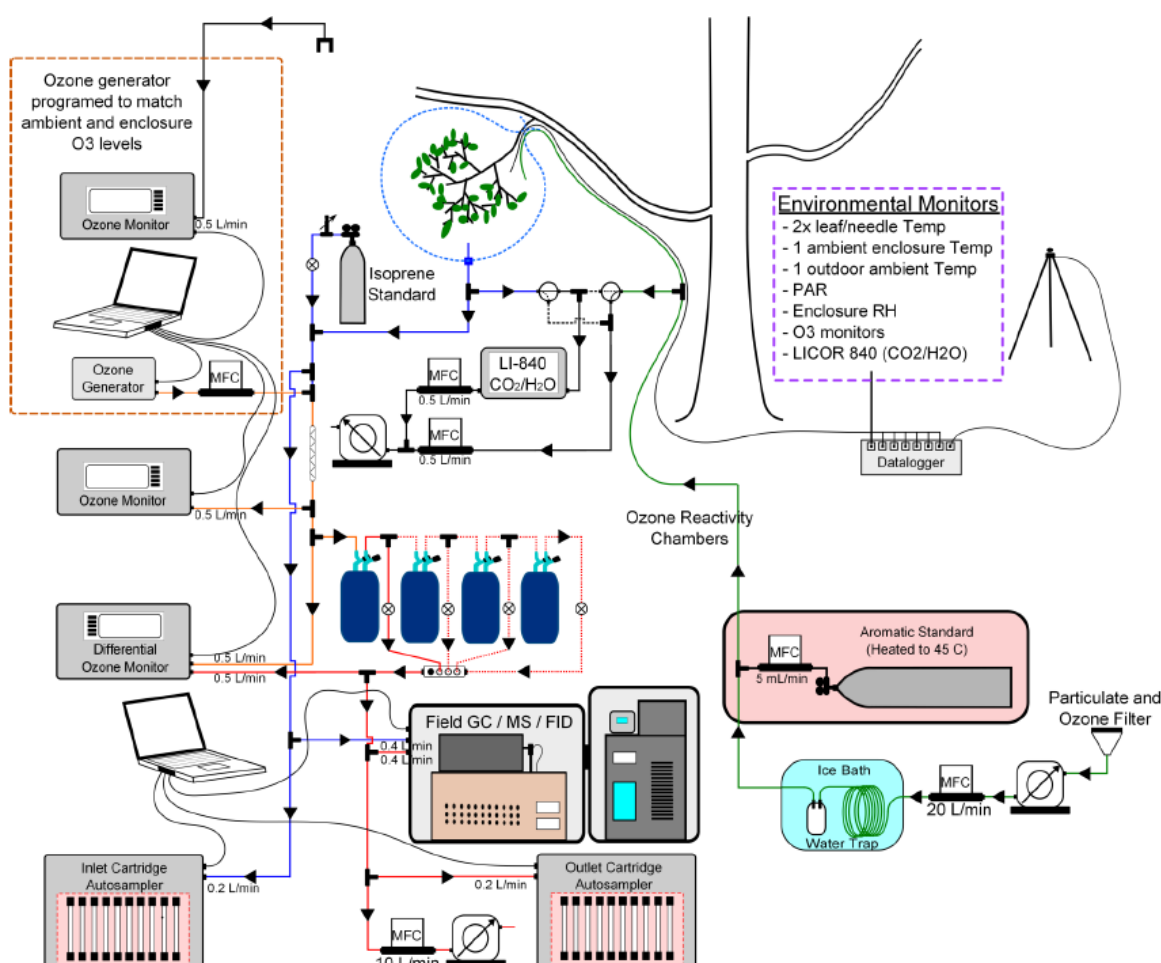 Ozone generator
programed to match
ambient and enclosure
O3 levels
Ozone Monitor
0.5 L/min
Isoprene
Standard
Environmental Monitors
- 2x leaf/needle Temp
- 1 ambient enclosure Temp
- 1 outdoor ambient Temp
- PAR
- Enclosure RH
- O3 monitors
- LICOR 840 (CO2/H2O)
Ozone
Generator
MFC
LI-840
CO2/H2O
MFC
0.5 L/min
MFC
0.5 L/min
Datalogger
Ozone Monitor
0.5 L/min
Ozone Reactivity
Chambers
Differential
Ozone Monitor
0.5 L/min
0.5 L/min
Aromatic Standard
(Heated to 45 C)
MFC
5 mL/min
Particulate and
Ozone Filter
Field GC / MS / FID
0.4 L/min
0.4 L/min
Ice Bath
Water Trap
MFC
20 L/min
Inlet Cartridge
Autosampler
0.2 L/min
0.2 L/min
Outlet Cartridge
Autosampler
MFC
10 L/min